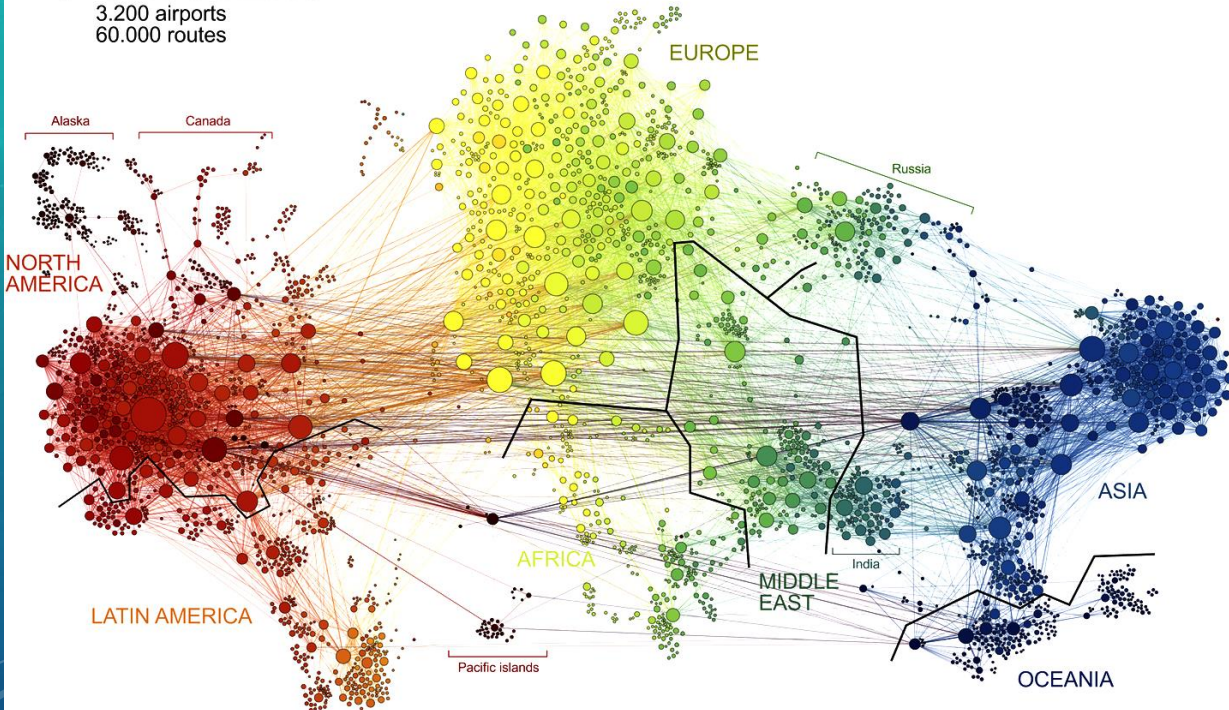 3.200 airports
60.000 routes
EUROPE
Alaska
Canada
Russia
NORTH
AMERICA
ASIA
AFRICA
India
MIDDLE
EAST
LATIN AMERICA
Pacific islands
OCEANIA